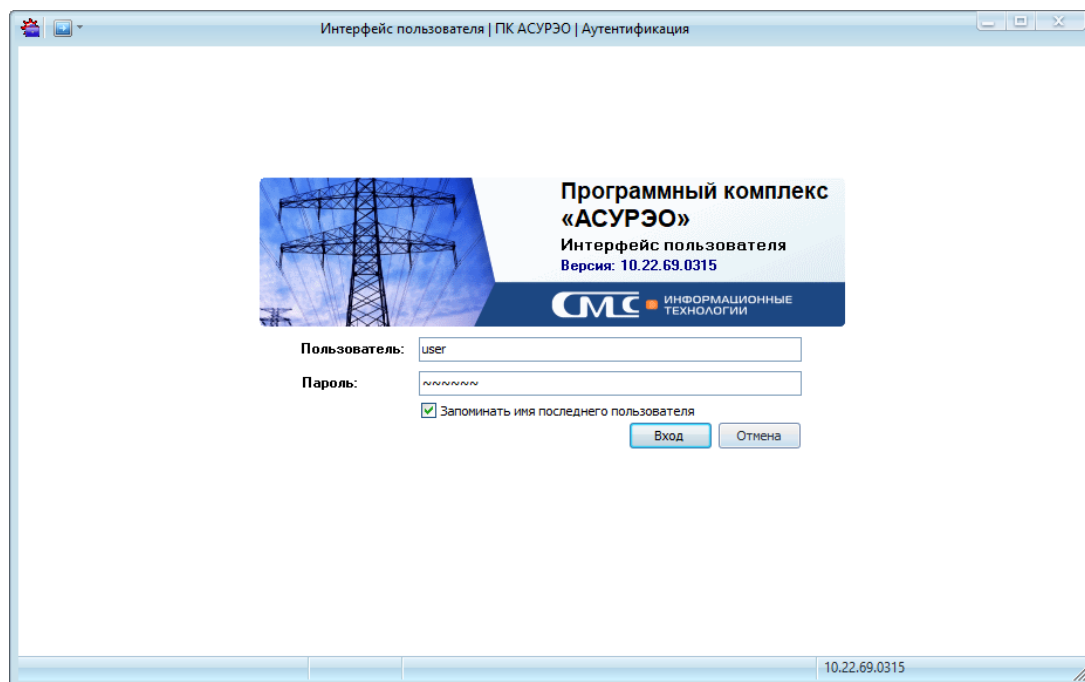 Интерфейс пользователя | ПК АСУРЭО | Аутентификация
Программный комплекс
«АСУРЭО»
Интерфейс пользователя
Версия: 10.22.69.0315
СМС ИНФОРМАЦИОННЫЕ
ТЕХНОЛОГИИ
Пользователь: user
Пароль: ~~~~~~
Запоминать имя последнего пользователя
Вход Отмена
10.22.69.0315